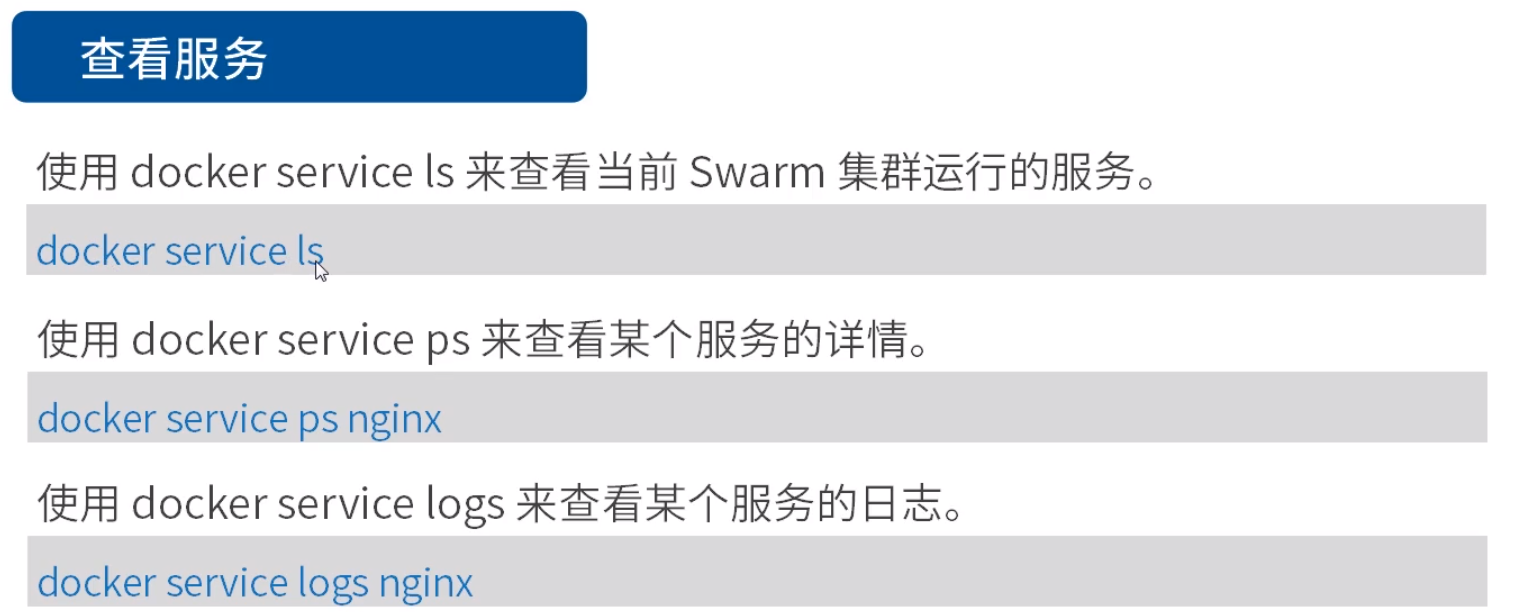 查看服务
使用 docker service ls 来查看当前 Swarm 集群运行的服务。
docker service ls
使用 docker service ps 来查看某个服务的详情。
docker service ps nginx
使用 docker service logs 来查看某个服务的日志。
docker service logs nginx